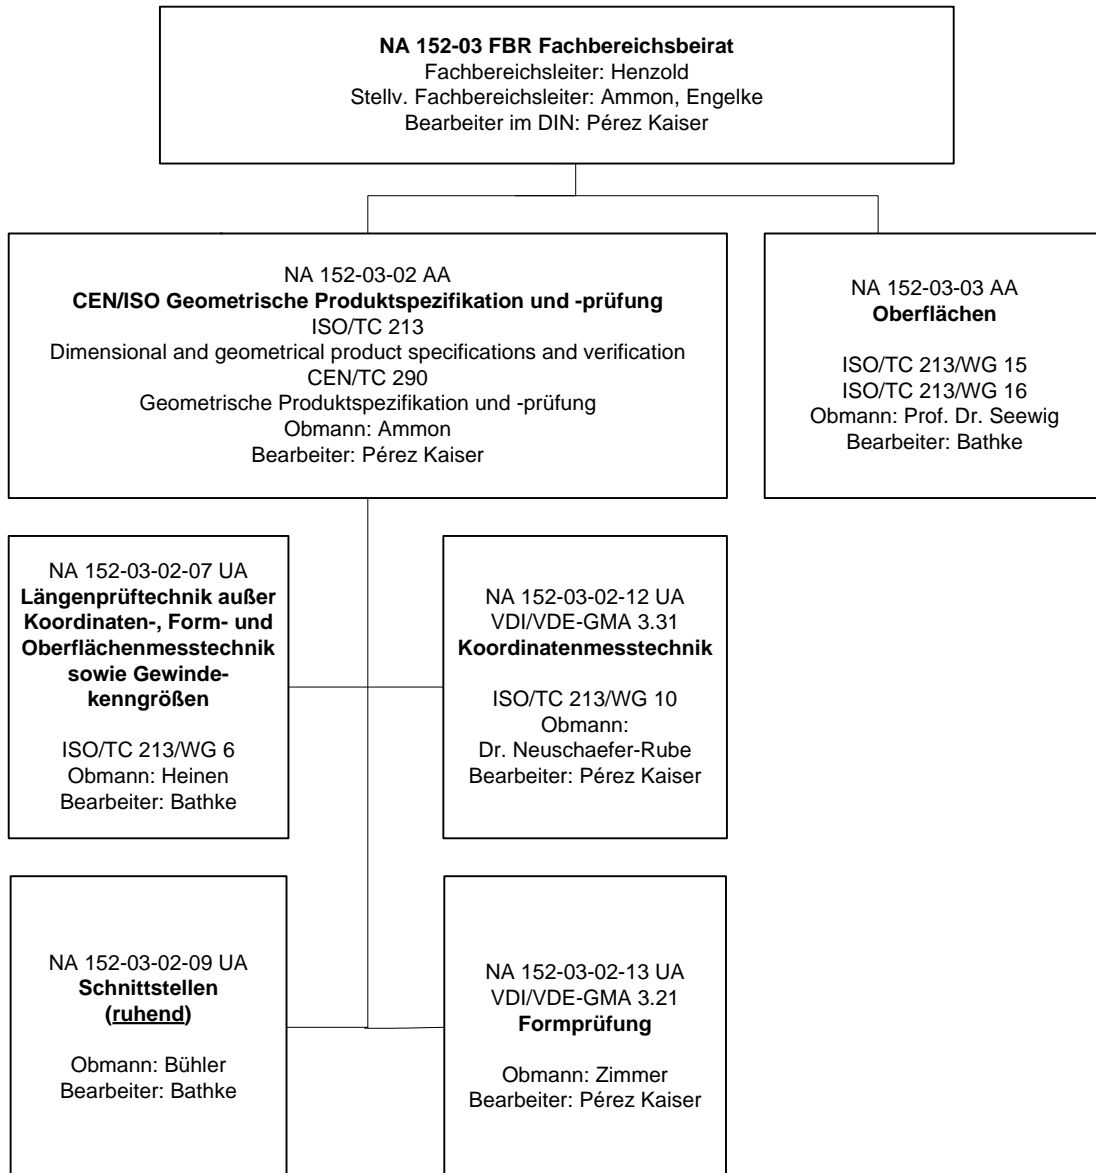 NA 152-03 FBR Fachbereichsbeirat
Fachbereichsleiter: Henzold
Stellv. Fachbereichsleiter: Ammon, Engelke
Bearbeiter im DIN: Pérez Kaiser
NA 152-03-02 AA
CEN/ISO Geometrische Produktspezifikation und -prüfung
ISO/TC 213
Dimensional and geometrical product specifications and verification
CEN/TC 290
Geometrische Produktspezifikation und -prüfung
Obmann: Ammon
Bearbeiter: Pérez Kaiser
NA 152-03-03 AA
Oberflächen
ISO/TC 213/WG 15
ISO/TC 213/WG 16
Obmann: Prof. Dr. Seewig
Bearbeiter: Bathke
NA 152-03-02-07 UA
Längenprüftechnik außer
Koordinaten-, Form- und
Oberflächenmesstechnik
sowie Gewinde-
kenngrößen
ISO/TC 213/WG 6
Obmann: Heinen
Bearbeiter: Bathke
NA 152-03-02-12 UA
VDI/VDE-GMA 3.31
Koordinatenmesstechnik
ISO/TC 213/WG 10
Obmann:
Dr. Neuschaefer-Rube
Bearbeiter: Pérez Kaiser
NA 152-03-02-09 UA
Schnittstellen
(ruhend)
Obmann: Bühler
Bearbeiter: Bathke
NA 152-03-02-13 UA
VDI/VDE-GMA 3.21
Formprüfung
Obmann: Zimmer
Bearbeiter: Pérez Kaiser